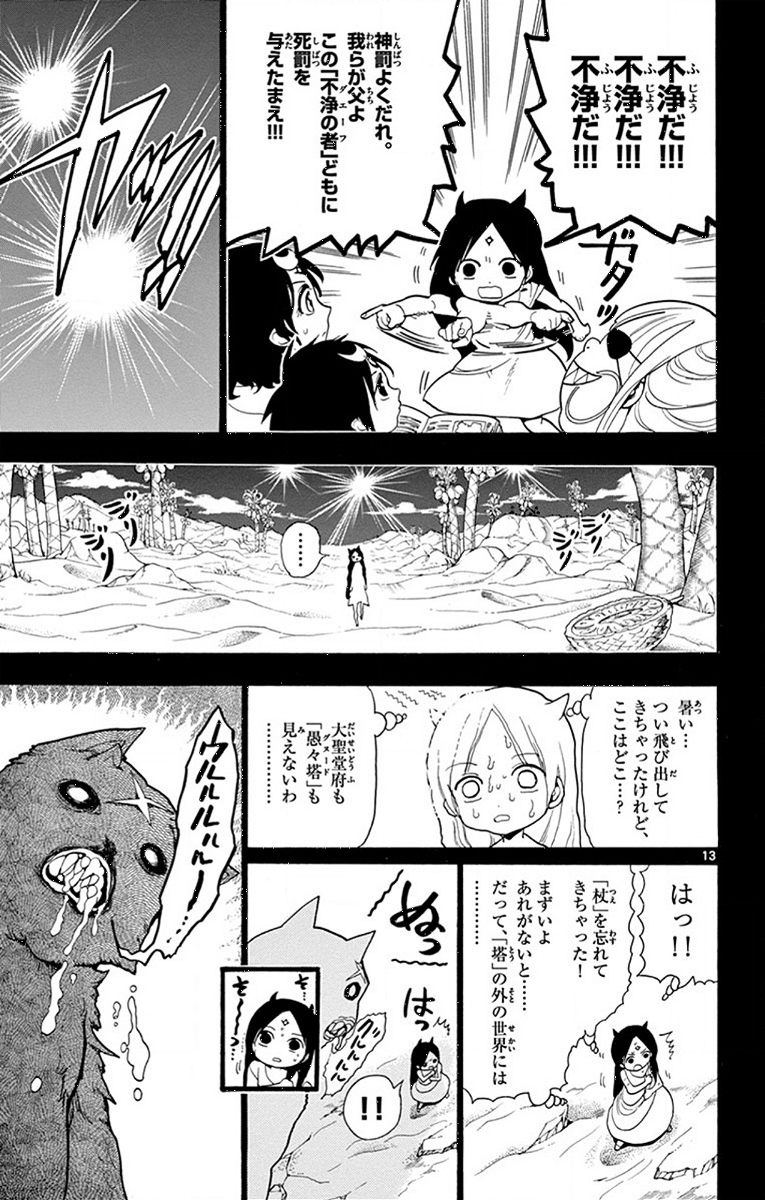 不浄だ!!!
不浄だ!!!
不浄だ!!!
神罰よくだれ。
我らが父よ
この「不浄の者」どもに
死罰を
与えたまえ!!!
ガタッ
カッ!!
ジリ
ジリ
………
暑い…
つい飛び出して
きちゃったけれど、
ここはどこ…?
大聖堂府も
「愚々塔」も
見えないわ
…………
はっ!!
「杖」を忘れて
きちゃった!
まずいよ
あれがないと……
だって、「塔」の外の世界には
…………
ぬっ
はっ
グルルルル
!!
ウルルルル…
13